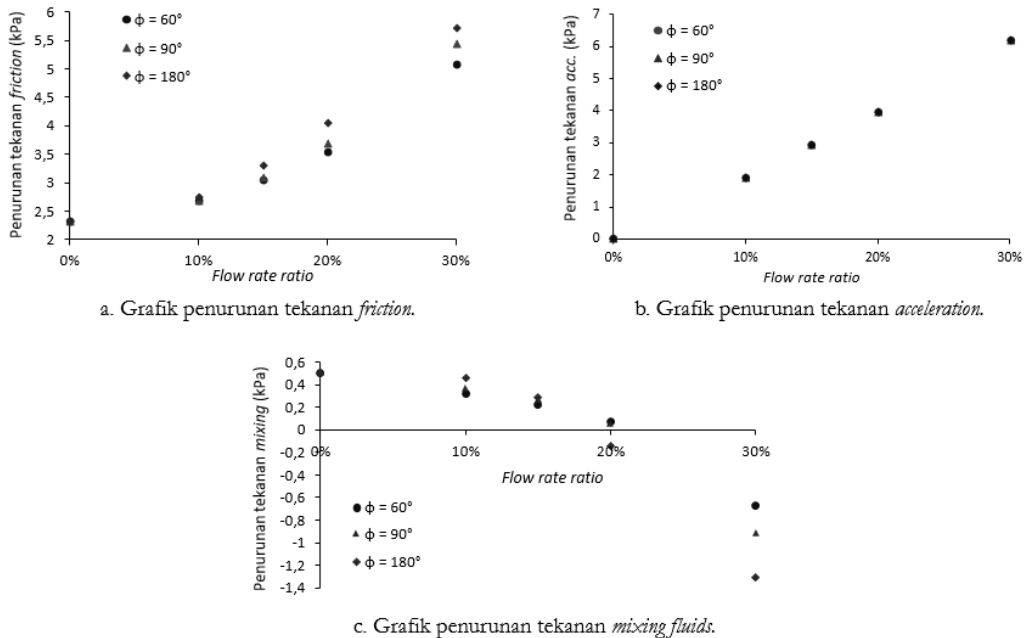 Penurunan tekanan friction (kPa)
6
5,5
5
4,5
4
3,5
3
2,5
2
0%
10%
20%
30%
Flow rate ratio
ϕ = 60°
ϕ = 90°
ϕ = 180°
a. Grafik penurunan tekanan friction.
Penurunan tekanan acc. (kPa)
7
6
5
4
3
2
1
0
0%
10%
20%
30%
Flow rate ratio
ϕ = 60°
ϕ = 90°
ϕ = 180°
b. Grafik penurunan tekanan acceleration.
Penurunan tekanan mixing (kPa)
0,6
0,4
0,2
0
-0,2
-0,4
-0,6
-0,8
-1
-1,2
-1,4
0%
10%
20%
30%
Flow rate ratio
ϕ = 60°
ϕ = 90°
ϕ = 180°
c. Grafik penurunan tekanan mixing fluids.